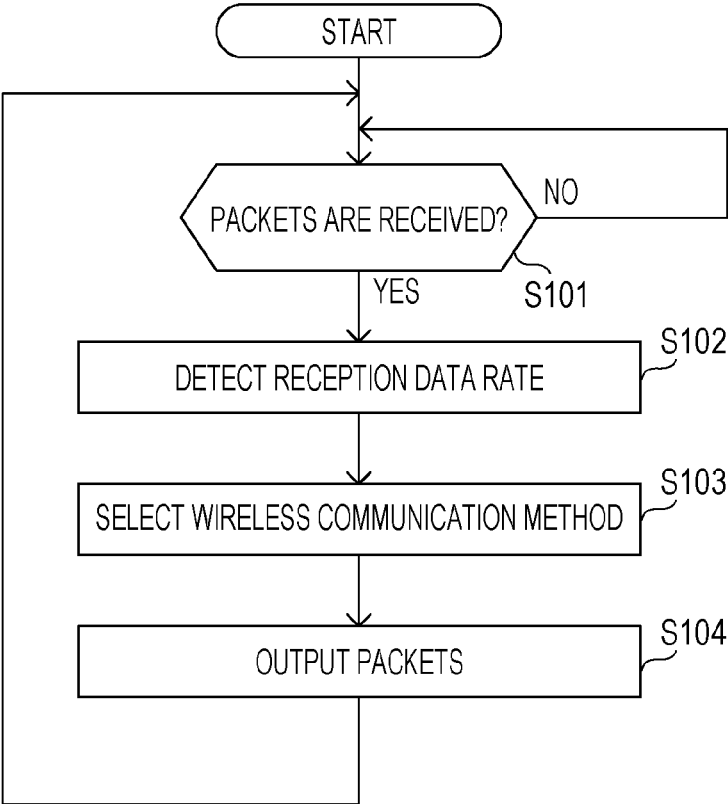 START
PACKETS ARE RECEIVED?
NO
S101
YES
S102
DETECT RECEPTION DATA RATE
S103
SELECT WIRELESS COMMUNICATION METHOD
S104
OUTPUT PACKETS